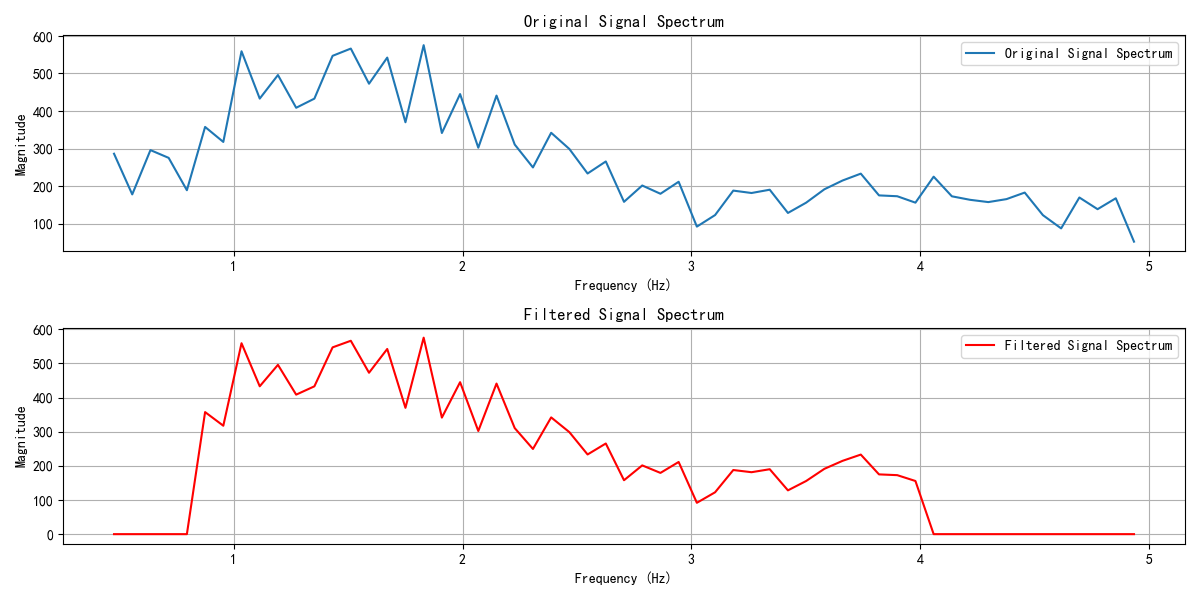 Original Signal Spectrum
600
500
400
300
200
100
Magnitude
Original Signal Spectrum
1
2
3
4
5
Frequency (Hz)
Filtered Signal Spectrum
600
500
400
300
200
100
0
Magnitude
Filtered Signal Spectrum
1
2
3
4
5
Frequency (Hz)